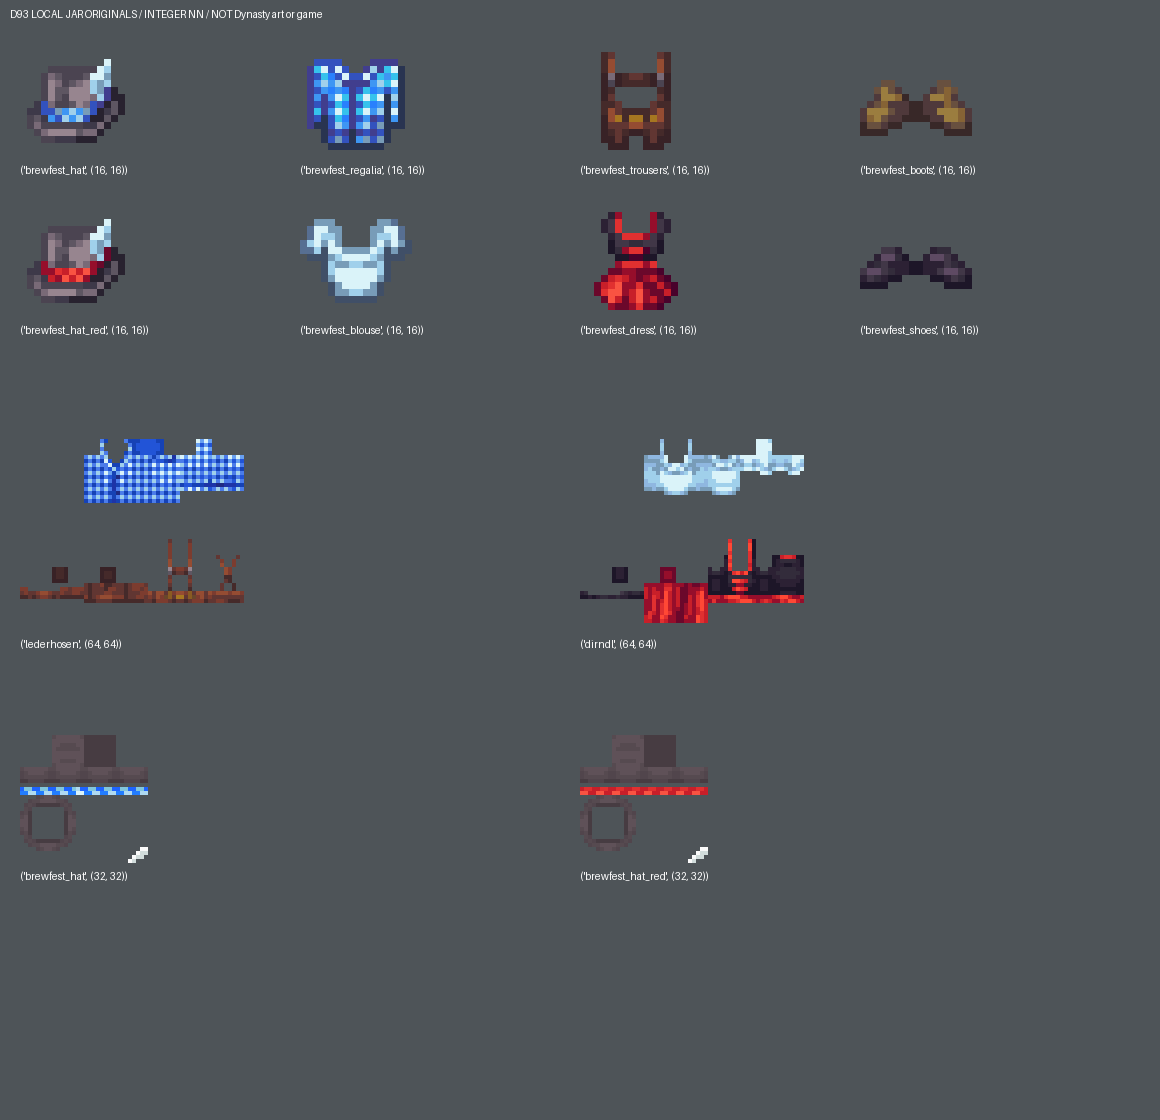 D93 LOCAL JAR ORIGINALS / INTEGER NN / NOT Dynasty art or game
('brewfest_hat', (16, 16))
('brewfest_regalia', (16, 16))
('brewfest_trousers', (16, 16))
('brewfest_boots', (16, 16))
('brewfest_hat_red', (16, 16))
('brewfest_blouse', (16, 16))
('brewfest_dress', (16, 16))
('brewfest_shoes', (16, 16))
('lederhosen', (64, 64))
('dirndl', (64, 64))
('brewfest_hat', (32, 32))
('brewfest_hat_red', (32, 32))